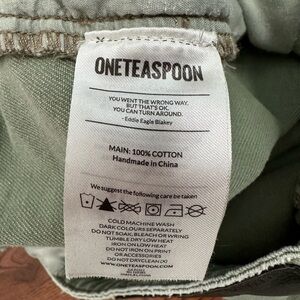 ONETEASPOON
YOU WENT THE WRONG WAY.
BUT THAT'S OK.
YOU CAN TURN AROUND.
- Eddie Eagle Blakey
MAIN: 100% COTTON
Handmade in China
We suggest the following care be taken
COLD MACHINE WASH
DARK COLOURS SEPARATELY
DO NOT SOAK, BLEACH OR WRING
TUMBLE DRY LOW HEAT
IRON ON LOW HEAT
DO NOT IRON ON PRINT
OR ACCESSORIES
DO NOT DRYCLEAN
WWW.ONETEASPOON.COM